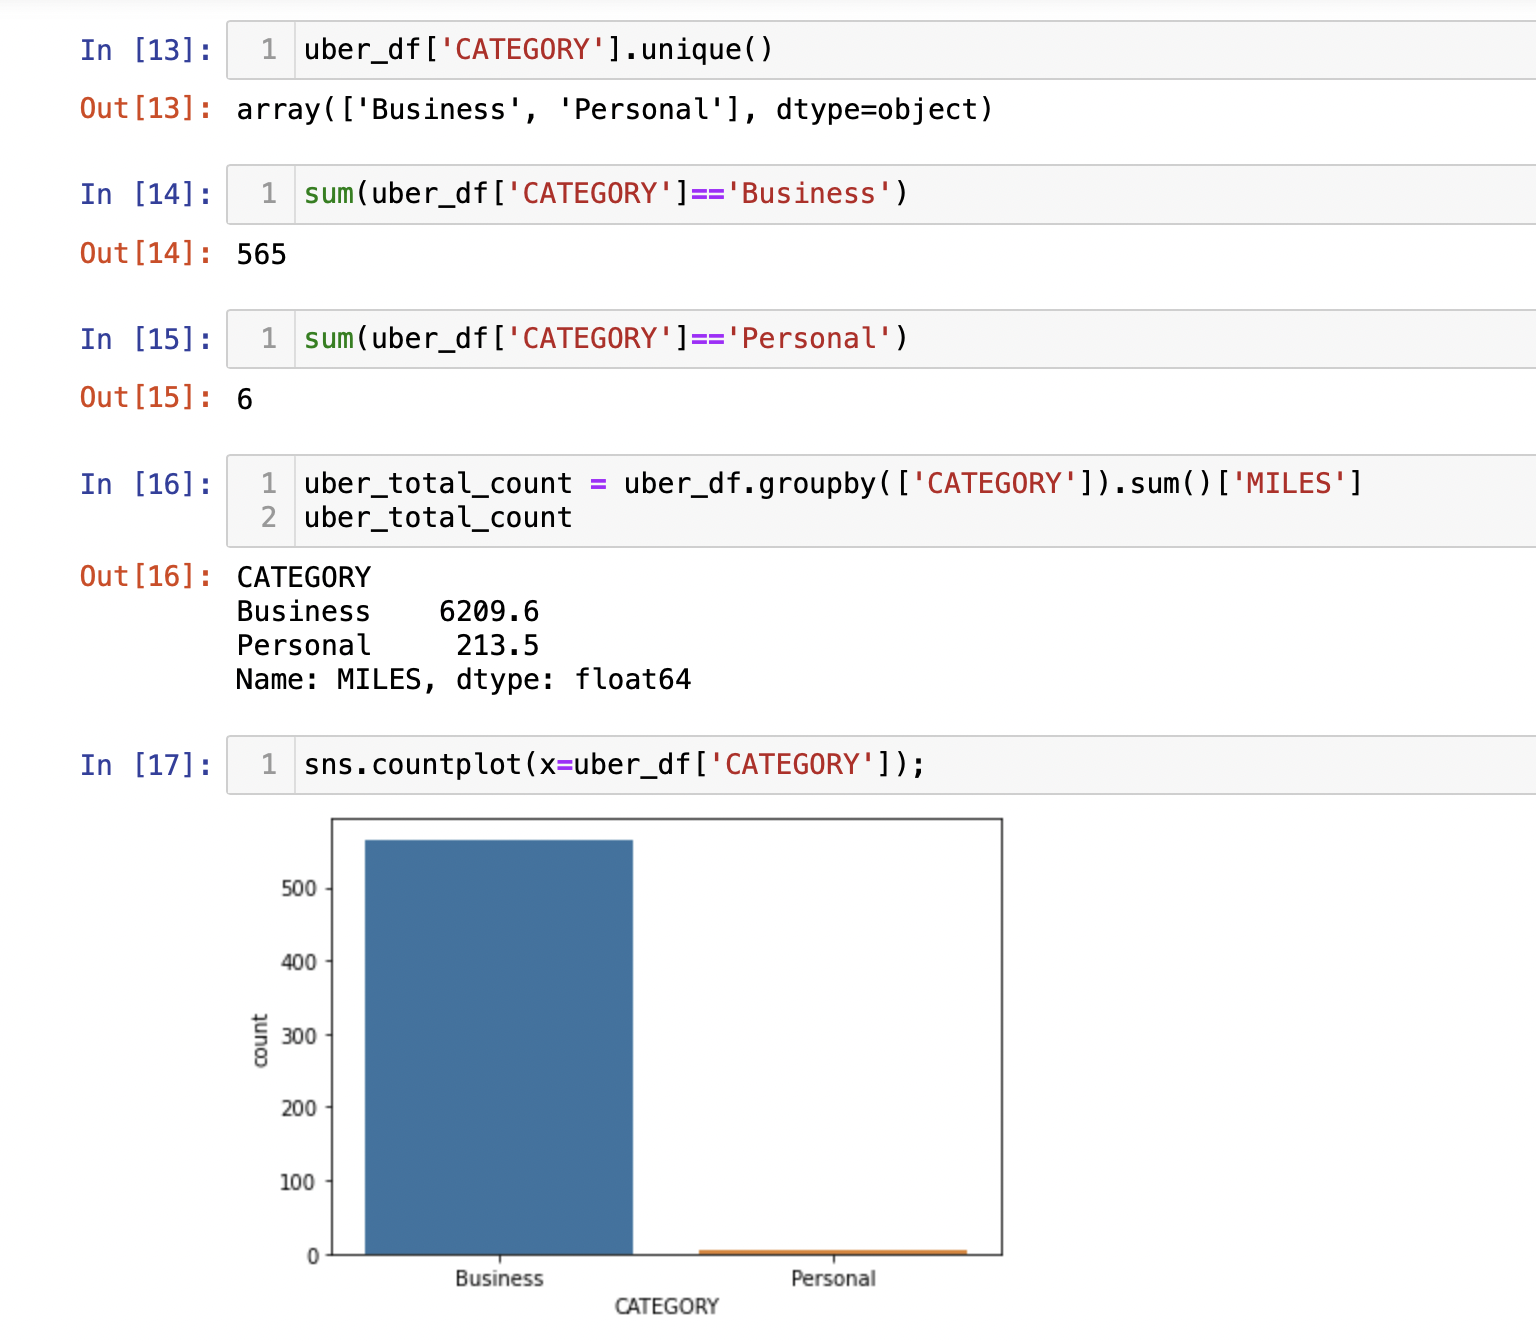 In [13]: 1 uber_df['CATEGORY'].unique()
Out[13]: array(['Business', 'Personal'], dtype=object)
In [14]: 1 sum(uber_df['CATEGORY']=='Business')
Out[14]: 565
In [15]: 1 sum(uber_df['CATEGORY']=='Personal')
Out[15]: 6
In [16]: 1 uber_total_count = uber_df.groupby(['CATEGORY']).sum()['MILES']
2 uber_total_count
Out[16]: CATEGORY
Business    6209.6
Personal     213.5
Name: MILES, dtype: float64
In [17]: 1 sns.countplot(x=uber_df['CATEGORY']);
500
400
300
200
100
0
count
Business Personal
CATEGORY